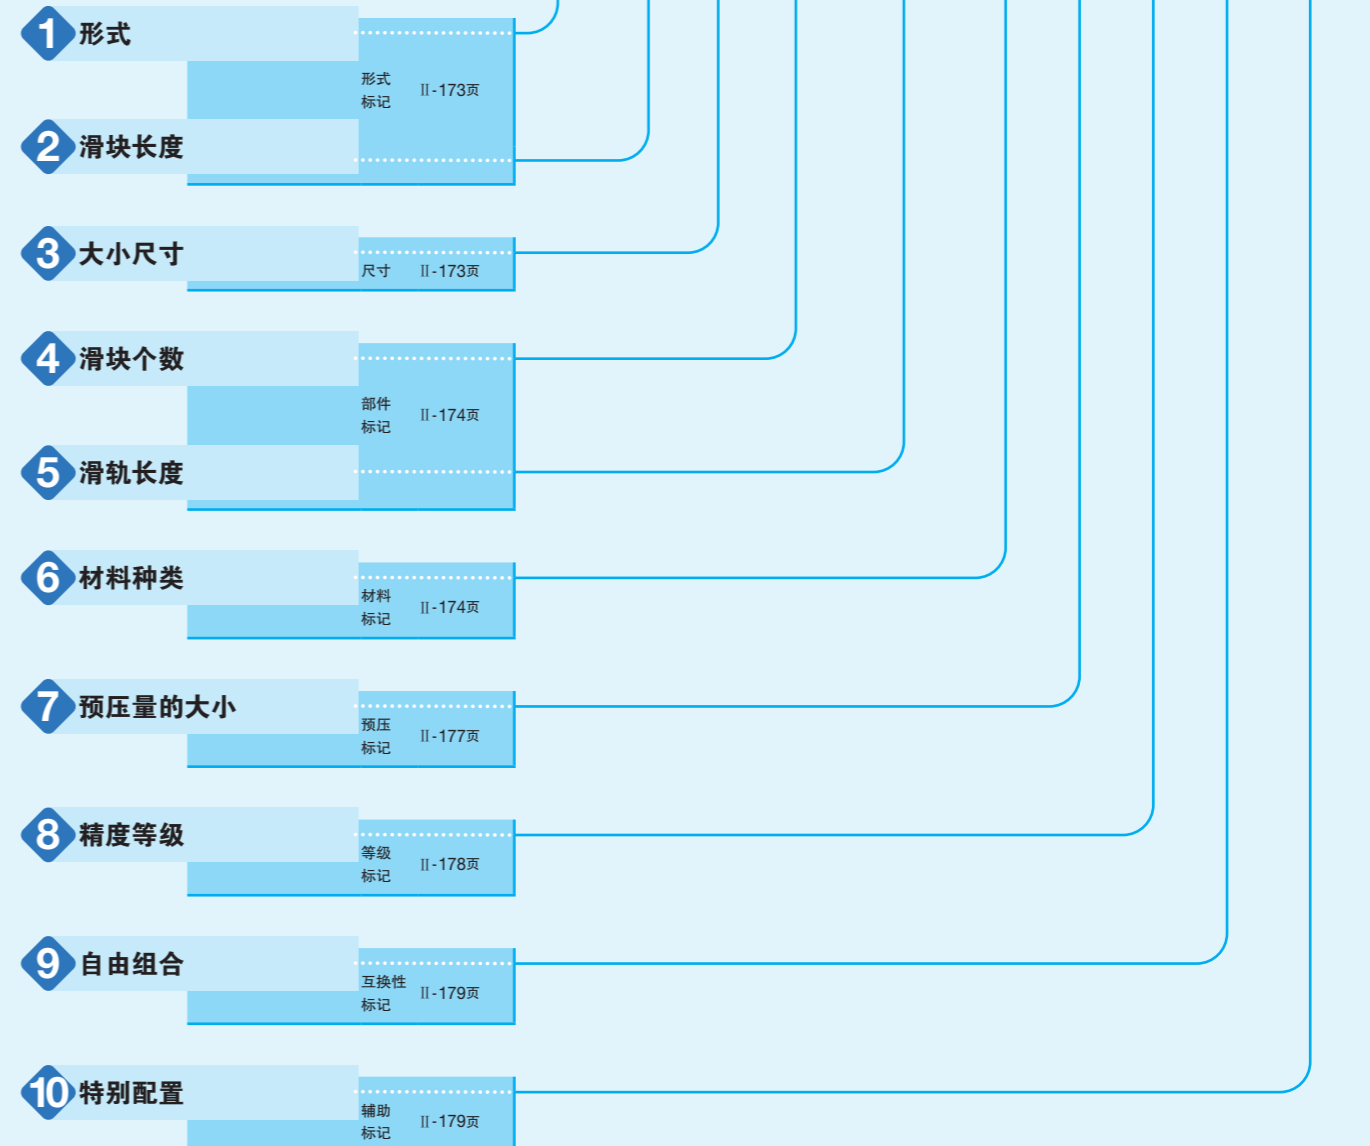 1 形式
形式
标记 II-173页
2 滑块长度
3 大小尺寸
尺寸 II-173页
4 滑块个数
部件
标记 II-174页
5 滑轨长度
6 材料种类
材料
标记 II-174页
7 预压量的大小
预压
标记 II-177页
8 精度等级
等级
标记 II-178页
9 自由组合
互换性
标记 II-179页
10 特别配置
辅助
标记 II-179页